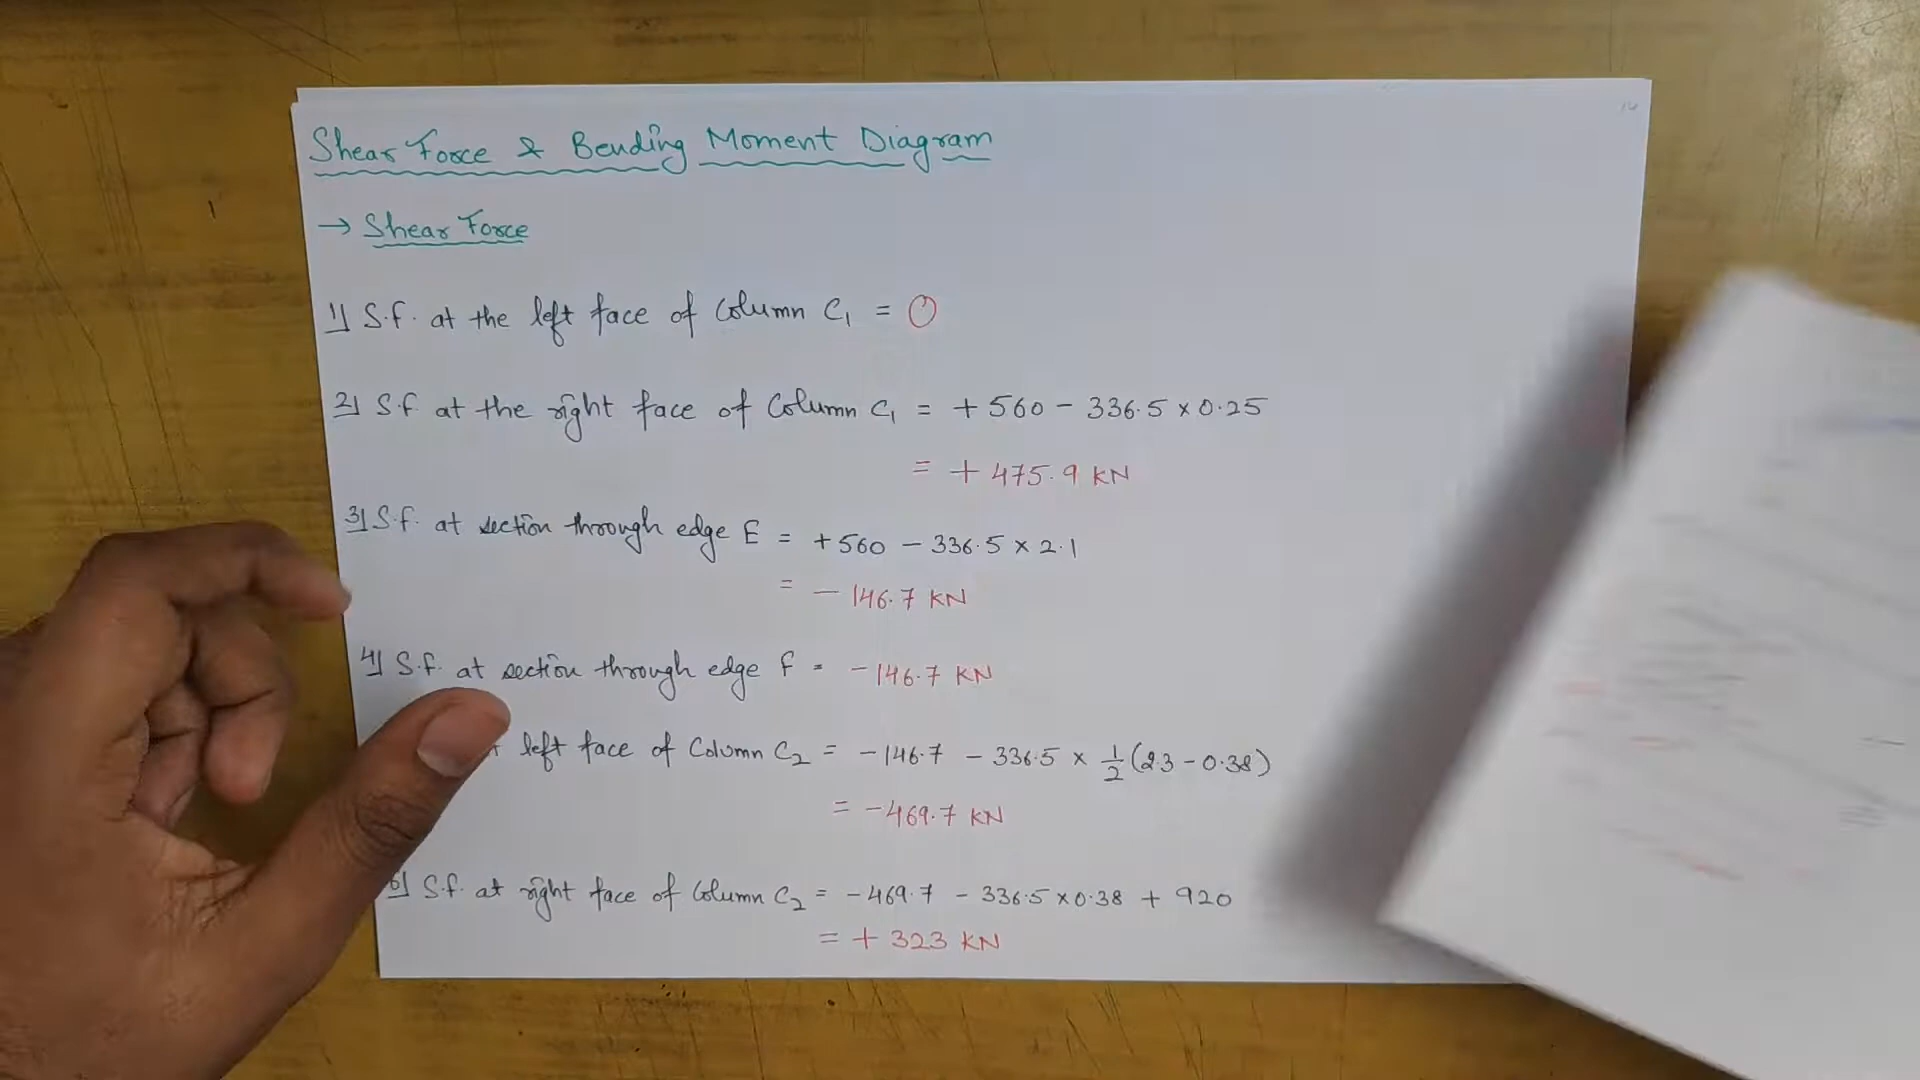 Shear Force & Bending Moment Diagram
→ Shear Force
1) S.f. at the left face of Column C₁ = 0
2) S.f at the right face of Column C₁ = + 560 - 336.5 x 0.25
= + 475.9 KN
3) S.f. at section through edge E = +560 - 336.5 x 2.1
= - 146.7 KN
4) S.f. at section through edge f = -146.7 KN
left face of Column C₂ = -146.7 - 336.5 x 1/2 (2.3 - 0.38)
= -469.7 KN
6) S.f. at right face of Column C₂ = -469.7 - 336.5 x 0.38 + 920
= + 323 KN